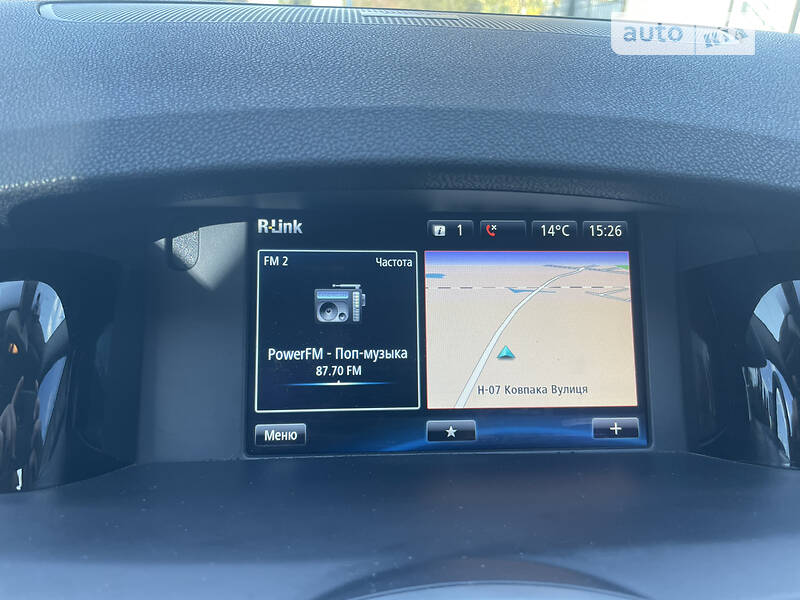 auto
R-Link
i 1 14°C 15:26
FM 2 Частота
PowerFM - Поп-музыка
87.70 FM
Н-07 Ковпака Вулиця
Меню
+